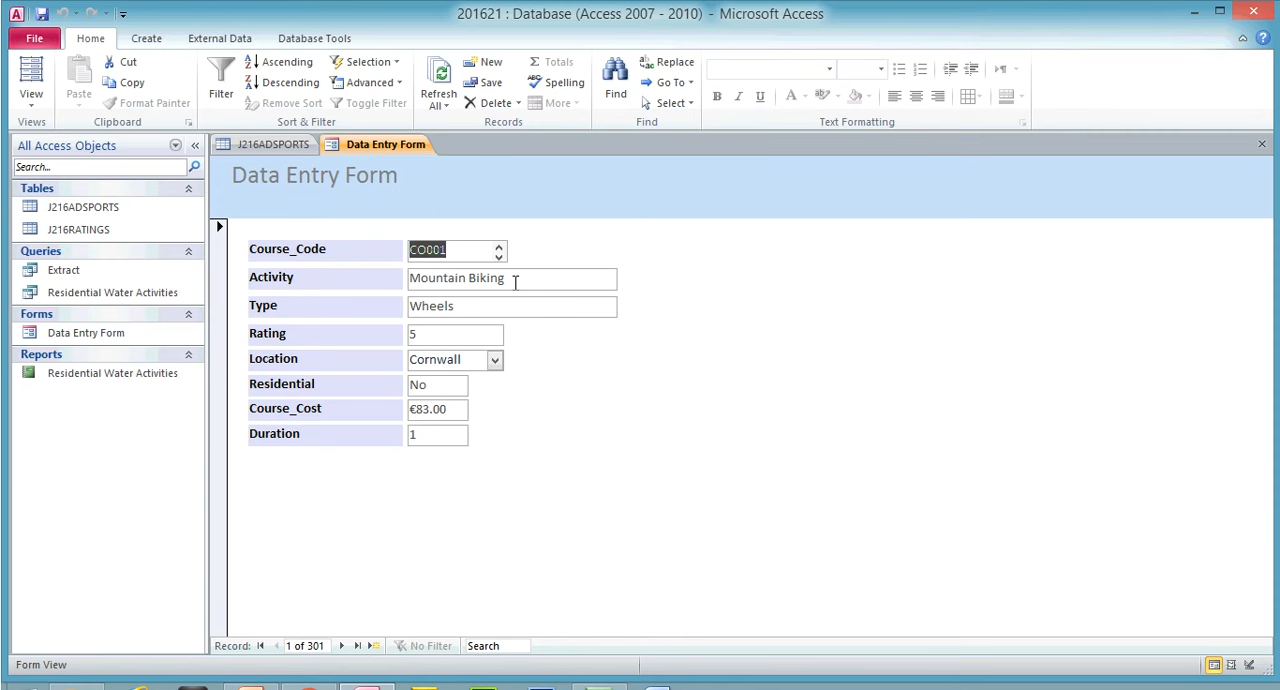 201621 : Database (Access 2007 - 2010) - Microsoft Access
File Home Create External Data Database Tools
View
Views
Paste
Cut
Copy
Format Painter
Clipboard
Filter
Ascending
Descending
Remove Sort
Selection
Advanced
Toggle Filter
Sort & Filter
Refresh
All
New
Save
Delete
Totals
Spelling
More
Records
Find
Replace
Go To
Select
Find
B I U A
Text Formatting
All Access Objects
Search...
Tables
J216ADSPORTS
J216RATINGS
Queries
Extract
Residential Water Activities
Forms
Data Entry Form
Reports
Residential Water Activities
J216ADSPORTS Data Entry Form
Data Entry Form
Course_Code CO001
Activity Mountain Biking
Type Wheels
Rating 5
Location Cornwall
Residential No
Course_Cost €83.00
Duration 1
Record: 1 of 301 No Filter Search
Form View